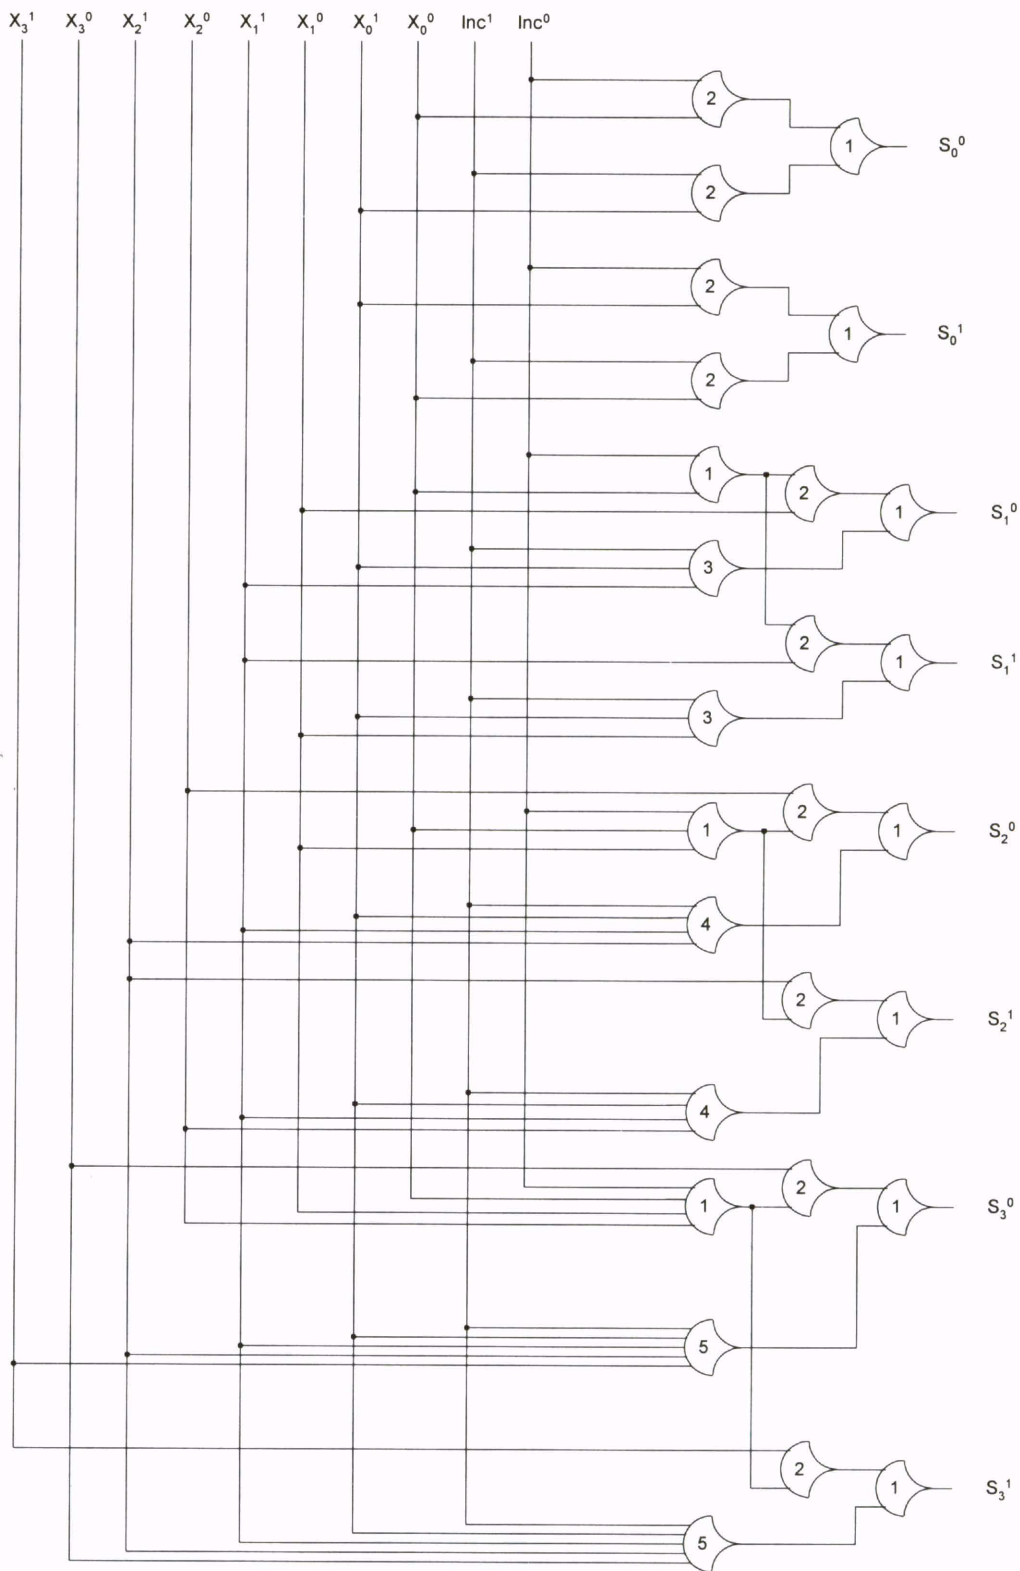 X₃¹ X₃⁰ X₂¹ X₂⁰ X₁¹ X₁⁰ X₀¹ X₀⁰ Inc¹ Inc⁰
2
1 S₀⁰
2
2
1 S₀¹
2
1
2
1 S₁⁰
3
2
1 S₁¹
3
2
1 1 S₂⁰
4
2
1 S₂¹
4
2
1 1 S₃⁰
5
2
1 S₃¹
5